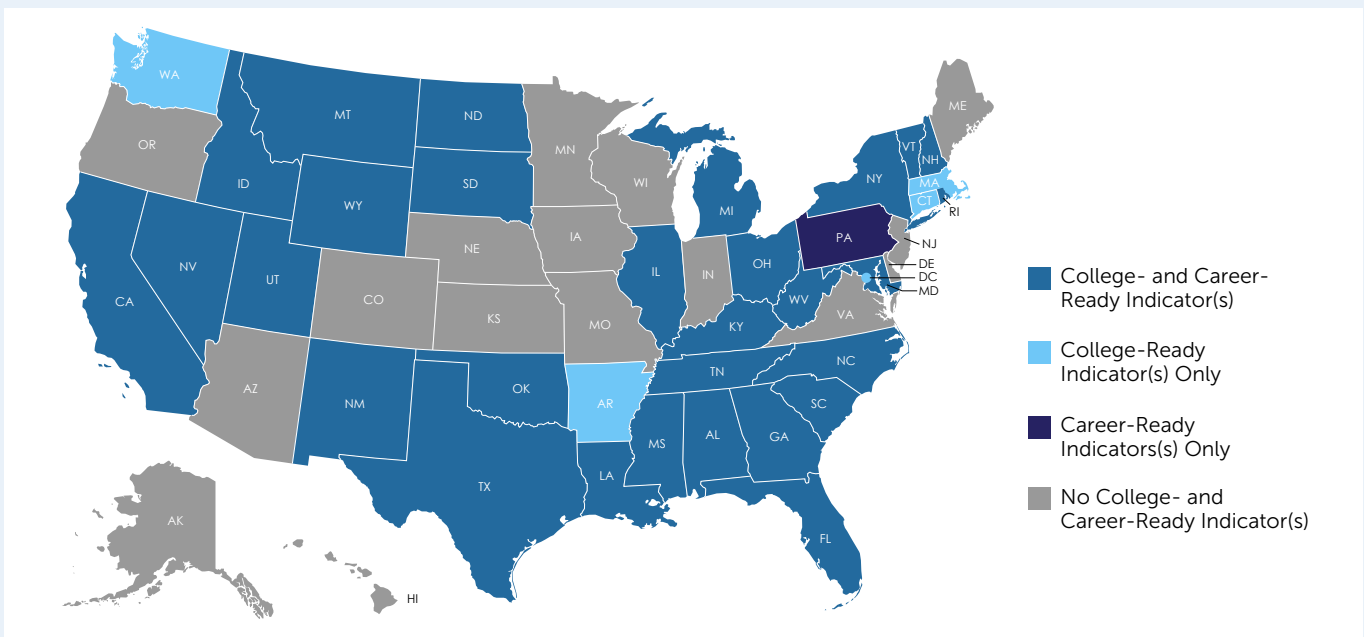 WA
OR
CA
NV
ID
MT
WY
UT
AZ
CO
NM
ND
SD
NE
KS
OK
TX
MN
IA
MO
AR
LA
WI
IL
MI
IN
OH
KY
TN
MS
AL
GA
FL
SC
NC
VA
WV
PA
NY
VT
NH
ME
MA
CT
RI
NJ
DE
DC
MD
AK
HI
College- and Career-
Ready Indicator(s)
College-Ready
Indicator(s) Only
Career-Ready
Indicators(s) Only
No College- and
Career-Ready Indicator(s)